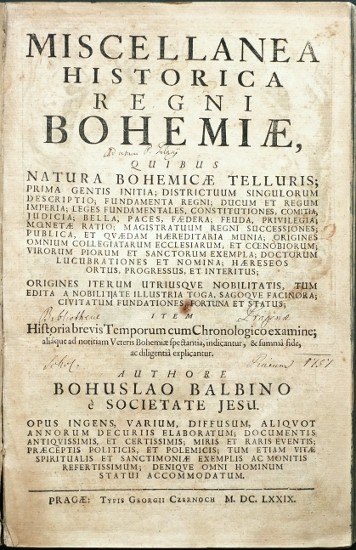 MISCELLANEA
HISTORICA
REGNI
BOHEMIÆ,
QUIBUS
NATURA BOHEMICÆ TELLURIS;
PRIMA GENTIS INITIA; DISTRICTUUM SINGULORUM
DESCRIPTIO; FUNDAMENTA REGNI; DUCUM ET REGUM
IMPERIA; LEGES FUNDAMENTALES, CONSTITUTIONES, COMITIA,
JUDICIA, BELLA, PACES, FÆDERA; FEUDA, PRIVILEGIA;
MONETÆ RATIO; MAGISTRATUUM REGNI SUCCESSIONES;
PUBLICA, ET QUÆDAM HÆREDITARIA MUNIA; ORIGINES
OMNIUM COLLEGIATARUM ECCLESIARUM, ET CŒNOBIORUM;
VIRORUM PIORUM ET SANCTORUM EXEMPLA; DOCTORUM
LUCUBRATIONES ET NOMINA; HÆRESEOS
ORTUS, PROGRESSUS, ET INTERITUS;
ORIGINES ITERUM UTRIUSQUE NOBILITATIS, TUM
EDITA A NOBILITATE ILLUSTRIA TOGA, SAGOQVE FACINORA;
CIVITATUM FUNDATIONES, FORTUNA ET STATUS;
ITEM
Historia brevis Temporum cum Chronologico examine;
aliáque ad notitiam Veteris Bohemiæ spectantia, indicantur, & summâ fide,
ac diligentiâ explicantur.
AUTHORE
BOHUSLAO BALBINO
è SOCIETATE JESU.
OPUS INGENS, VARIUM, DIFFUSUM, ALIQVOT
ANNORUM DECURIIS ELABORATUM; DOCUMENTIS
ANTIQVISSIMIS, ET CERTISSIMIS; MIRIS ET RARIS EVENTIS;
PRÆCEPTIS POLITICIS, ET POLEMICIS; TUM ETIAM VITÆ
SPIRITUALIS ET SANCTIMONIÆ EXEMPLIS AC MONITIS
REFERTISSIMUM; DENIQVE OMNI HOMINUM
STATUI ACCOMMODATUM.
PRAGÆ: TYPIS GEORGII CZERNOCH M. DC. LXXIX.